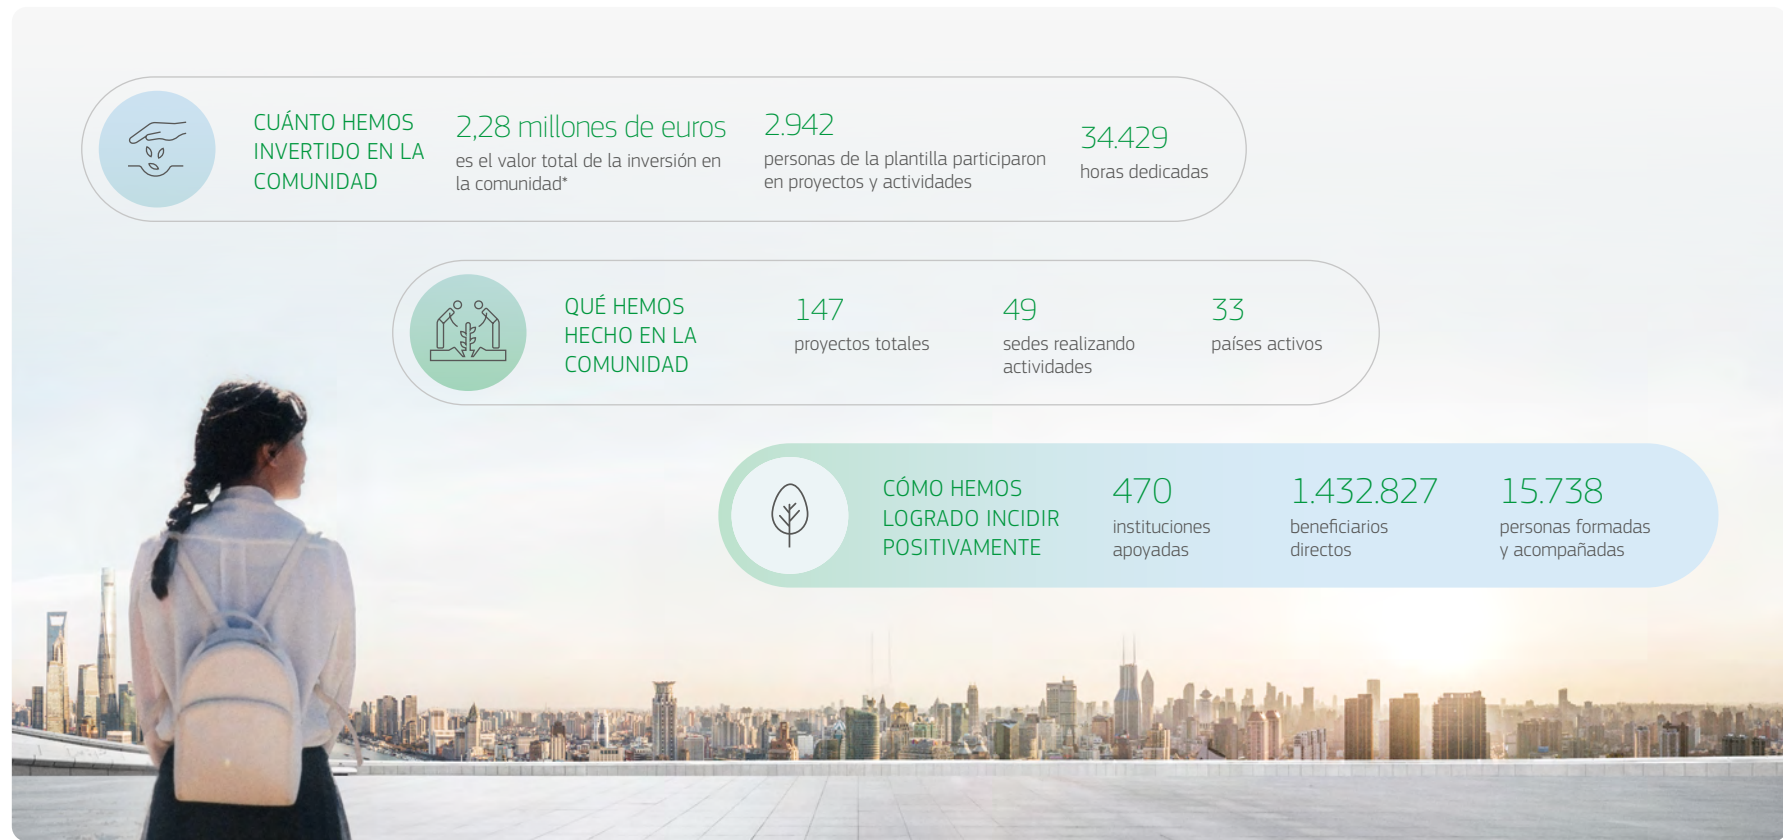 CUÁNTO HEMOS
INVERTIDO EN LA
COMUNIDAD
2,28 millones de euros
es el valor total de la inversión en
la comunidad*
2.942
personas de la plantilla participaron
en proyectos y actividades
34.429
horas dedicadas
QUÉ HEMOS
HECHO EN LA
COMUNIDAD
147
proyectos totales
49
sedes realizando
actividades
33
países activos
CÓMO HEMOS
LOGRADO INCIDIR
POSITIVAMENTE
470
instituciones
apoyadas
1.432.827
beneficiarios
directos
15.738
personas formadas
y acompañadas